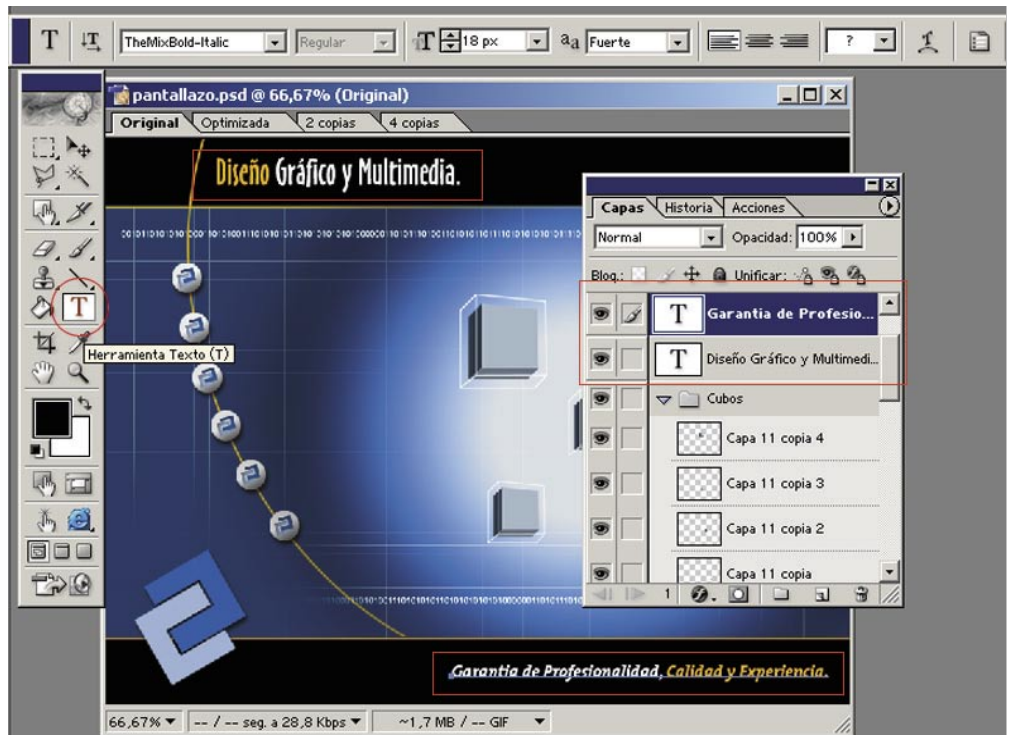 T T TheMixBold-Italic Regular T 18 px aa Fuerte ?
pantallazo.psd @ 66,67% (Original)
Original Optimizada 2 copias 4 copias
Diseño Gráfico y Multimedia.
T
Herramienta Texto (T)
Capas Historia Acciones
Normal Opacidad: 100%
Bloq.: Unificar:
T Garantia de Profesio...
T Diseño Gráfico y Multimedi...
Cubos
Capa 11 copia 4
Capa 11 copia 3
Capa 11 copia 2
Capa 11 copia
1
Garantia de Profesionalidad, Calidad y Experiencia.
66,67% -- / -- seg. a 28,8 Kbps ~1,7 MB / -- GIF